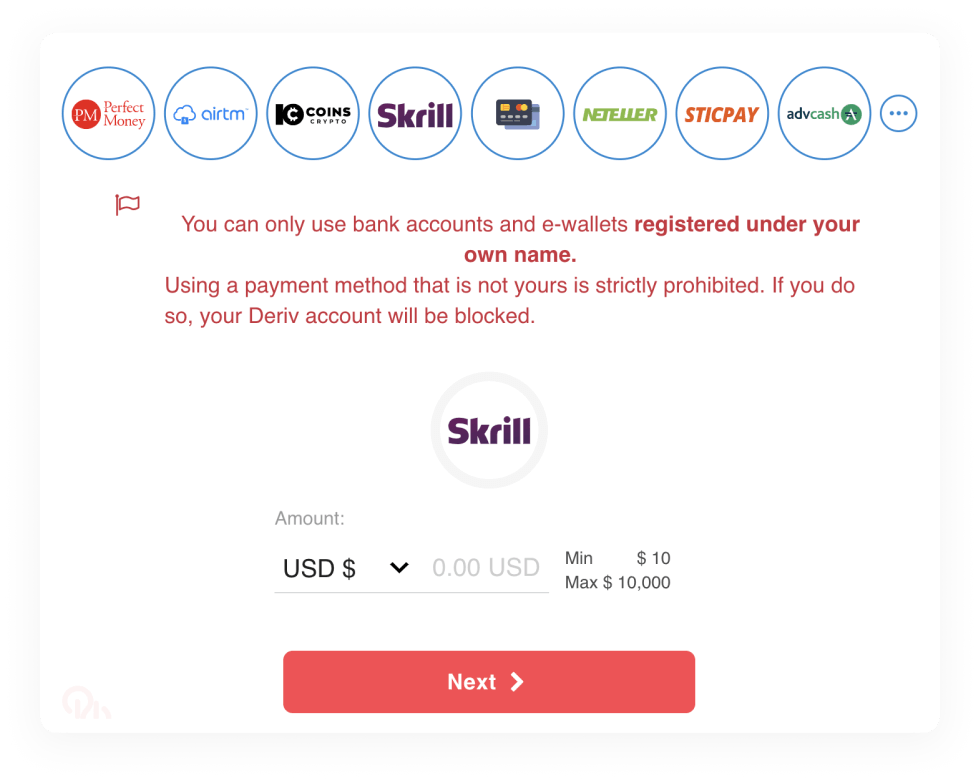 PM Perfect Money
airtm
COINS CRYPTO
Skrill
NETELLER
STICPAY
advcash
You can only use bank accounts and e-wallets registered under your
own name.
Using a payment method that is not yours is strictly prohibited. If you do
so, your Deriv account will be blocked.
Skrill
Amount:
USD $ 0.00 USD
Min $ 10
Max $ 10,000
Next